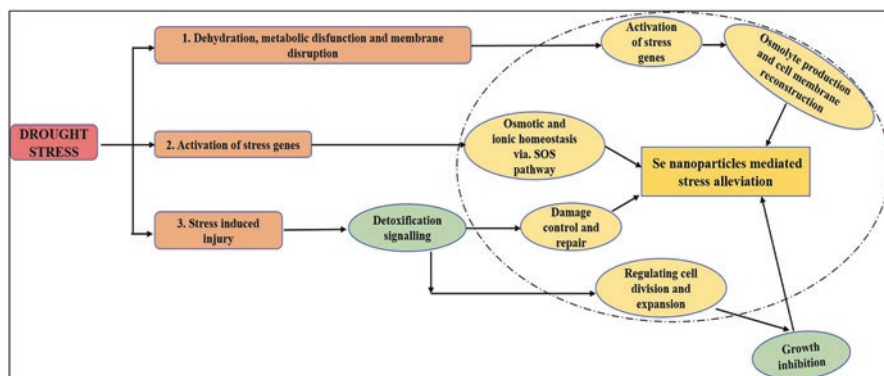 1. Dehydration, metabolic disfunction and membrane
disruption
Activation
of stress
genes
Osmolyte production
and cell membrane
reconstruction
DROUGHT
STRESS
2. Activation of stress genes
Osmotic and
ionic homeostasis
via. SOS
pathway
Se nanoparticles mediated
stress alleviation
3. Stress induced
injury
Detoxification
signalling
Damage
control and
repair
Regulating cell
division and
expansion
Growth
inhibition